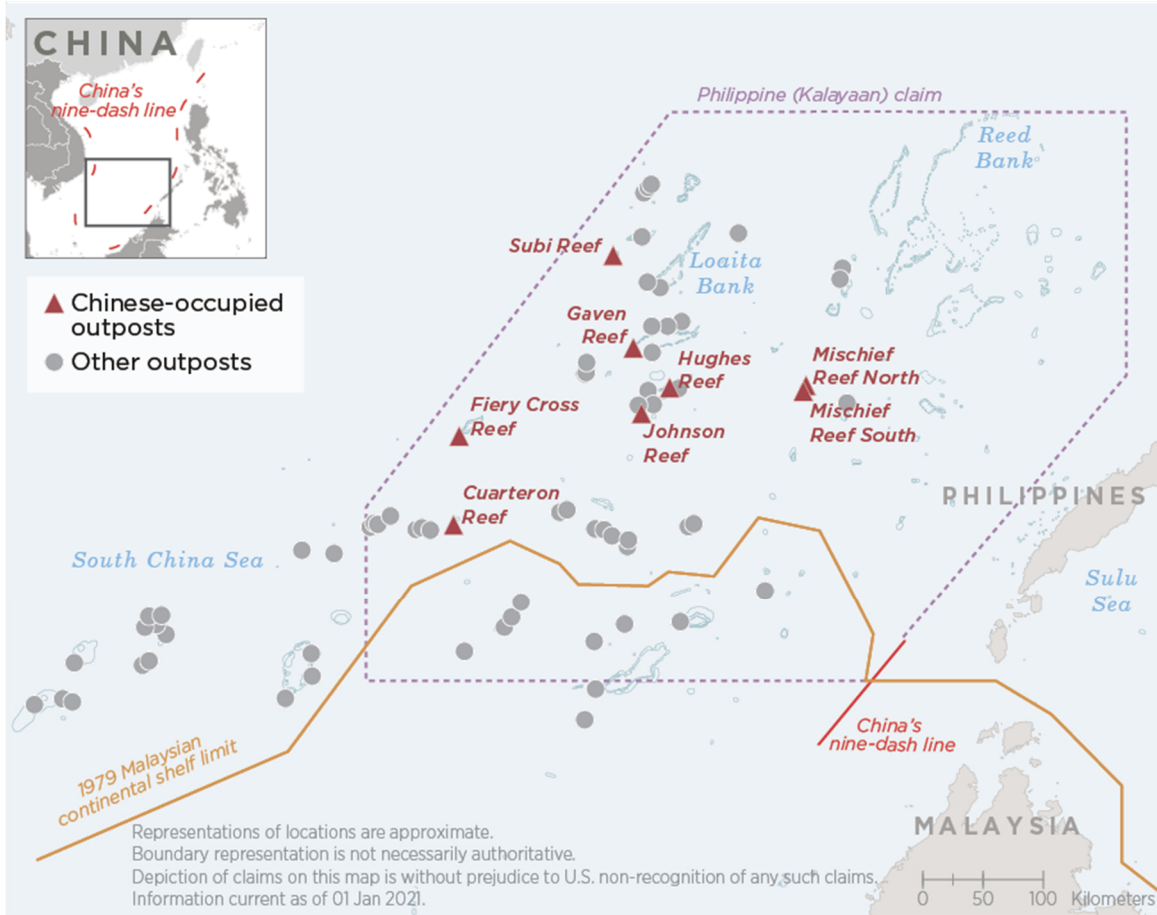 CHINA
China's
nine-dash line
Chinese-occupied
outposts
Other outposts
Philippine (Kalayaan) claim
Reed
Bank
Subi Reef
Loaita
Bank
Gaven
Reef
Hughes
Reef
Mischief
Reef North
Mischief
Reef South
Fiery Cross
Reef
Johnson
Reef
Cuarteron
Reef
PHILIPPINES
South China Sea
Sulu
Sea
China's
nine-dash line
1979 Malaysian
continental shelf limit
MALAYSIA
Representations of locations are approximate.
Boundary representation is not necessarily authoritative.
Depiction of claims on this map is without prejudice to U.S. non-recognition of any such claims.
Information current as of 01 Jan 2021.
0 50 100 Kilometers